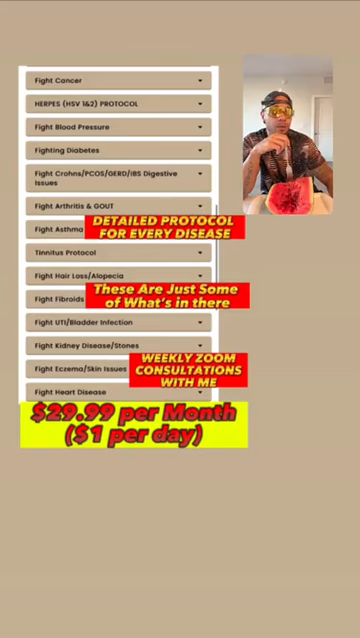 Fight Cancer
HERPES (HSV 1&2) PROTOCOL
Fight Blood Pressure
Fighting Diabetes
Fight Crohns/PCOS/GERD/IBS Digestive
Issues
Fight Arthritis & GOUT
Fight Asthma
DETAILED PROTOCOL
FOR EVERY DISEASE
Tinnitus Protocol
Fight Hair Loss/Alopecia
Fight Fibroids
These Are Just Some
of What's in there
Fight UTI/Bladder Infection
Fight Kidney Disease/Stones
Fight Eczema/Skin Issues
WEEKLY ZOOM
CONSULTATIONS
WITH ME
Fight Heart Disease
$29.99 per Month
($1 per day)